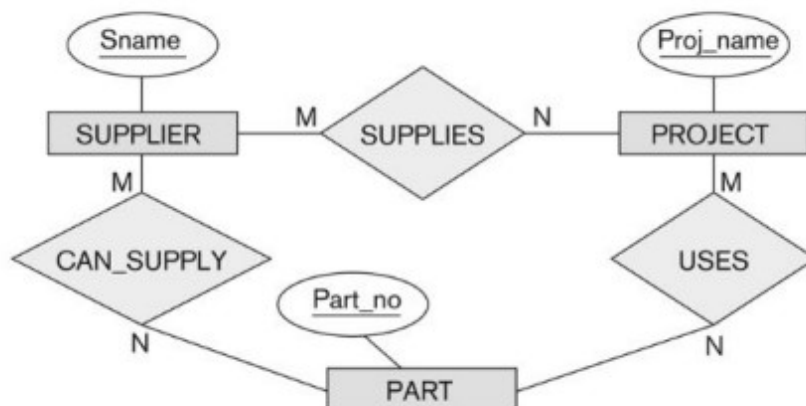 Sname
Proj_name
M
N
SUPPLIER
SUPPLIES
PROJECT
M
M
CAN_SUPPLY
USES
Part_no
N
N
PART